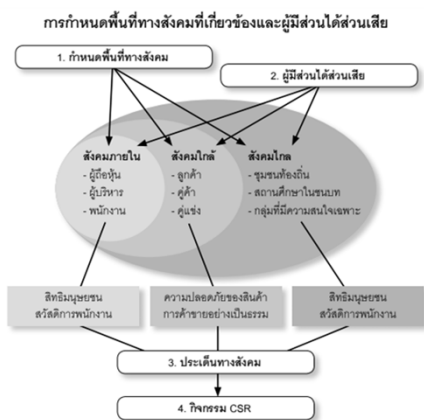 การกำหนดพื้นที่ทางสังคมที่เกี่ยวข้องและผู้มีส่วนได้ส่วนเสีย
1. กำหนดพื้นที่ทางสังคม
2. ผู้มีส่วนได้ส่วนเสีย
สังคมภายใน
- ผู้ถือหุ้น
- ผู้บริหาร
- พนักงาน
สังคมใกล้
- ลูกค้า
- คู่ค้า
- คู่แข่ง
สังคมไกล
- ชุมชนท้องถิ่น
- สถานศึกษาในชนบท
- กลุ่มที่มีความสนใจเฉพาะ
สิทธิมนุษยชน
สวัสดิการพนักงาน
ความปลอดภัยของสินค้า
การค้าขายอย่างเป็นธรรม
สิทธิมนุษยชน
สวัสดิการพนักงาน
3. ประเด็นทางสังคม
4. กิจกรรม CSR